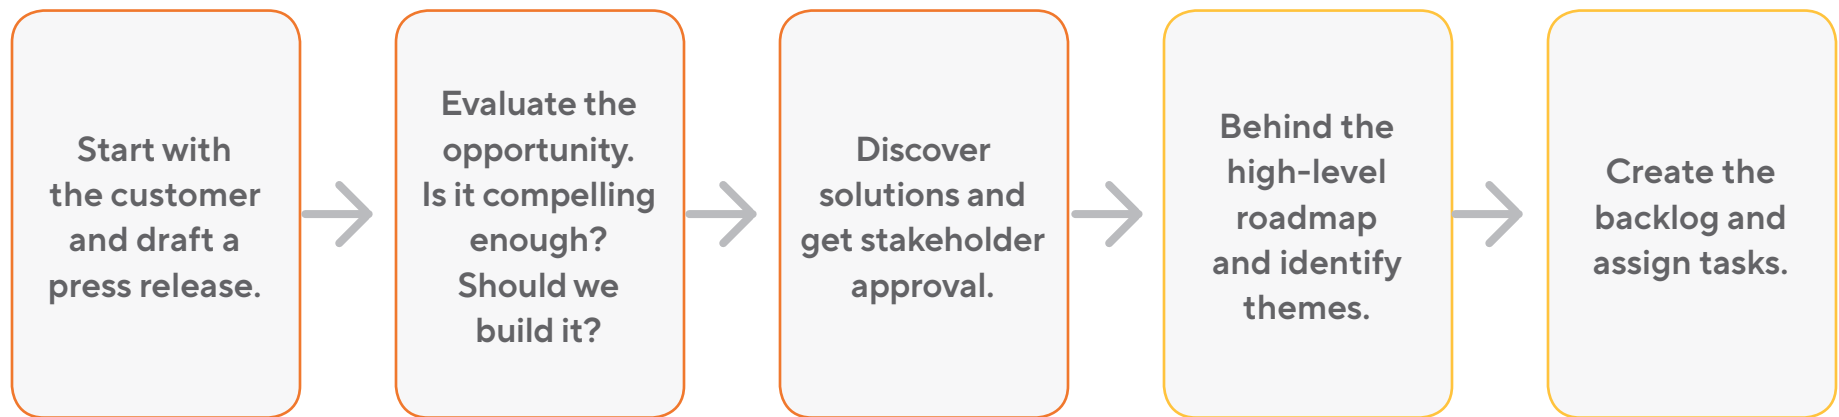 Start with
the customer
and draft a
press release.
Evaluate the
opportunity.
Is it compelling
enough?
Should we
build it?
Discover
solutions and
get stakeholder
approval.
Behind the
high-level
roadmap
and identify
themes.
Create the
backlog and
assign tasks.